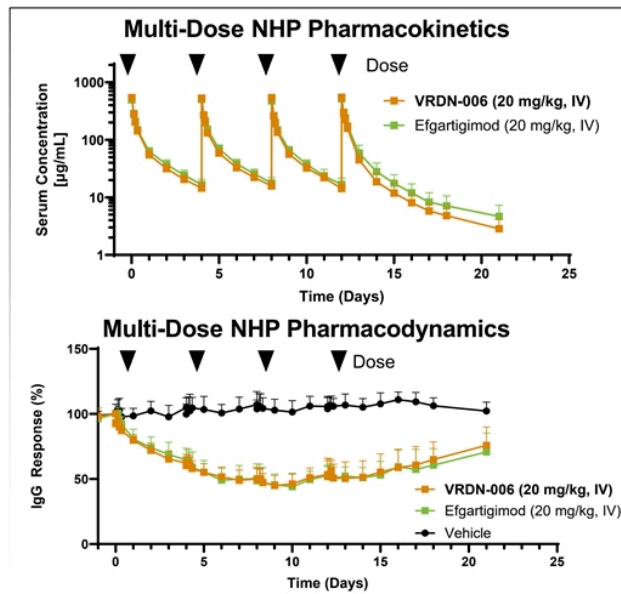 Multi-Dose NHP Pharmacokinetics
Dose
VRDN-006 (20 mg/kg, IV)
Efgartigimod (20 mg/kg, IV)
Serum Concentration
[µg/mL]
1000
100
10
1
0 5 10 15 20 25
Time (Days)
Multi-Dose NHP Pharmacodynamics
Dose
IgG Response (%)
150
100
50
0
VRDN-006 (20 mg/kg, IV)
Efgartigimod (20 mg/kg, IV)
Vehicle
0 5 10 15 20 25
Time (Days)